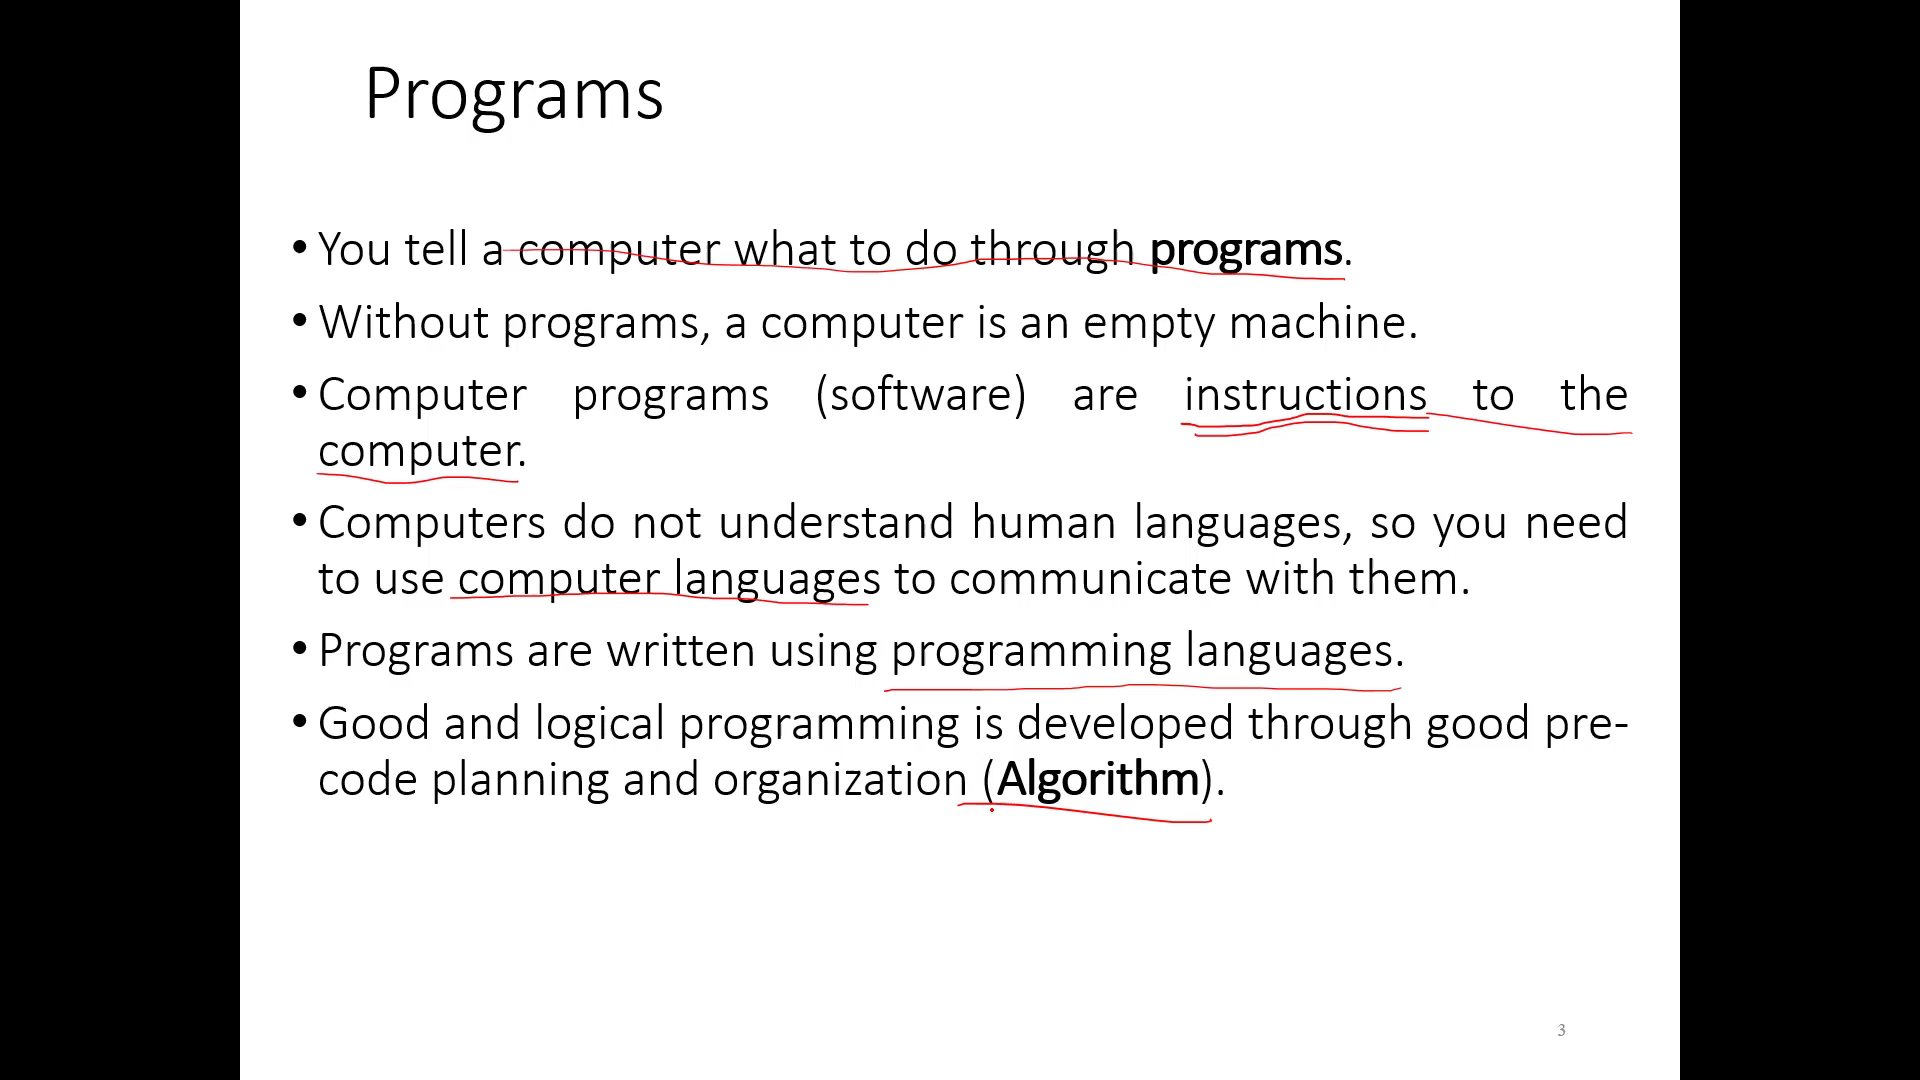 Programs
• You tell a computer what to do through programs.
• Without programs, a computer is an empty machine.
• Computer programs (software) are instructions to the
computer.
• Computers do not understand human languages, so you need
to use computer languages to communicate with them.
• Programs are written using programming languages.
• Good and logical programming is developed through good pre-
code planning and organization (Algorithm).
3